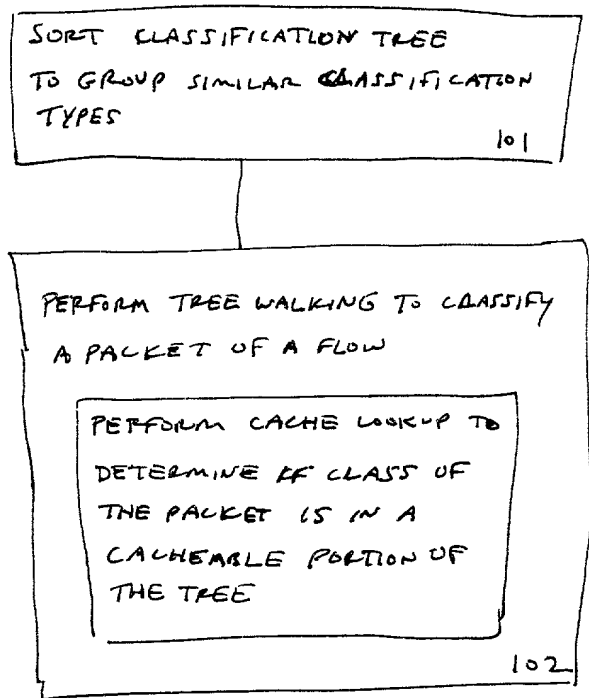 SORT CLASSIFICATION TREE
TO GROUP SIMILAR CLASSIFICATION
TYPES
101
PERFORM TREE WALKING TO CLASSIFY
A PACKET OF A FLOW
PERFORM CACHE LOOKUP TO
DETERMINE IF CLASS OF
THE PACKET IS IN A
CACHEABLE PORTION OF
THE TREE
102